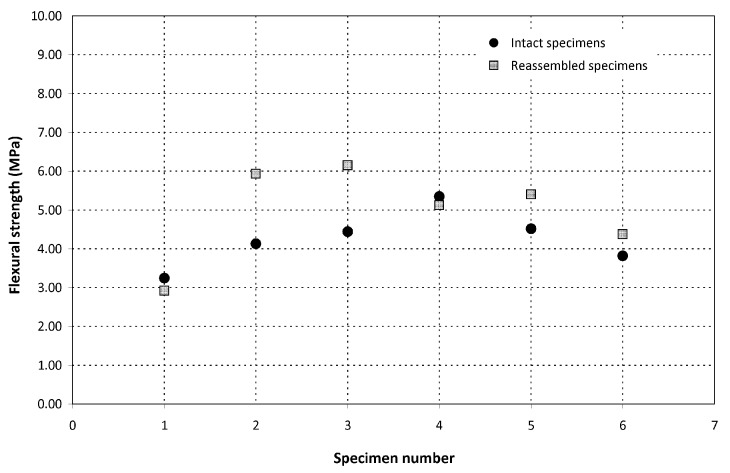 10.00
9.00
8.00
7.00
6.00
5.00
4.00
3.00
2.00
1.00
0.00
Flexural strength (MPa)
Intact specimens
Reassembled specimens
0 1 2 3 4 5 6 7
Specimen number